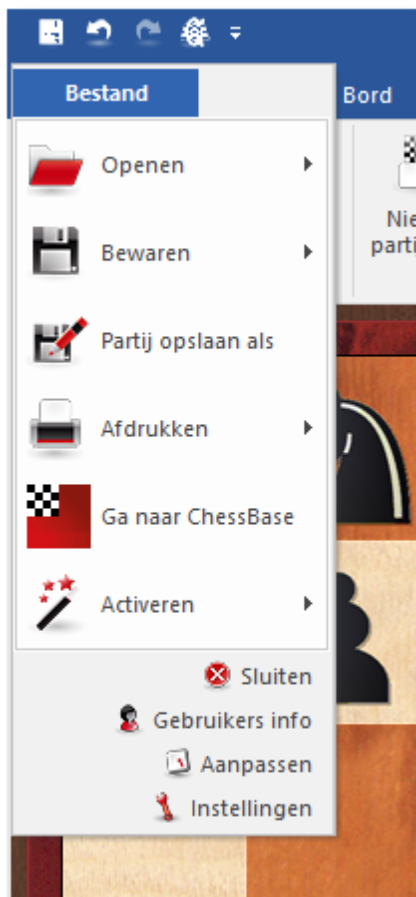 Bestand
Bord
Openen
Bewaren
Partij opslaan als
Afdrukken
Ga naar ChessBase
Activeren
Sluiten
Gebruikers info
Aanpassen
Instellingen